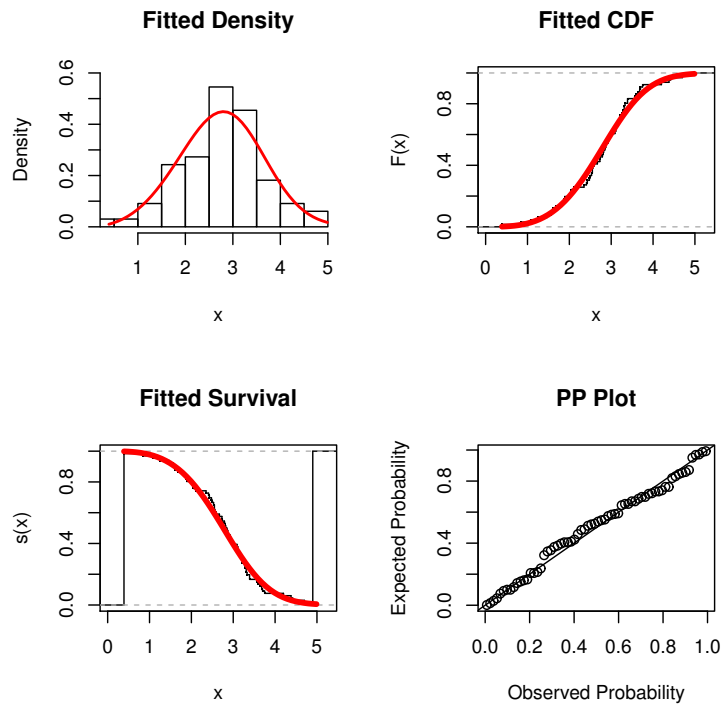 Fitted Density
Density
0.0 0.2 0.4 0.6
1 2 3 4 5
x
Fitted CDF
F(x)
0.0 0.4 0.8
0 1 2 3 4 5
x
Fitted Survival
s(x)
0.0 0.4 0.8
0 1 2 3 4 5
x
PP Plot
Expected Probability
0.0 0.4 0.8
0.0 0.2 0.4 0.6 0.8 1.0
Observed Probability